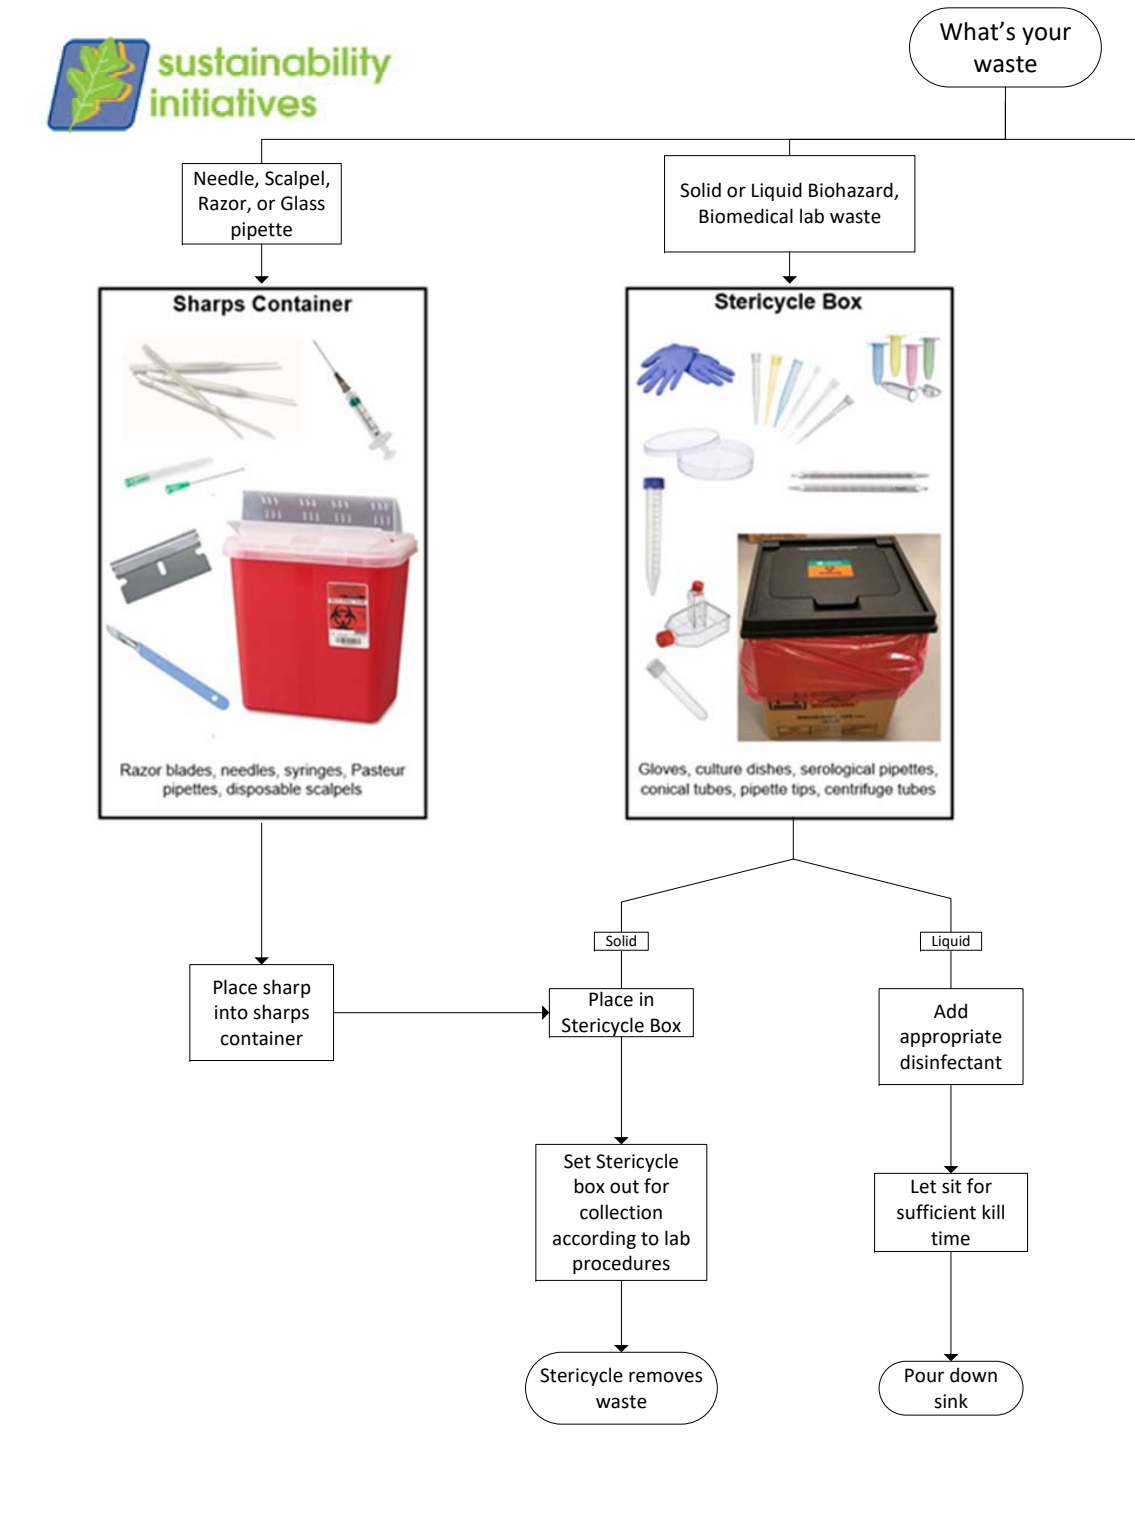 What's your
waste
sustainability
initiatives
Needle, Scalpel,
Razor, or Glass
pipette
Solid or Liquid Biohazard,
Biomedical lab waste
Sharps Container
Stericycle Box
Razor blades, needles, syringes, Pasteur
pipettes, disposable scalpels
Gloves, culture dishes, serological pipettes,
conical tubes, pipette tips, centrifuge tubes
Solid
Liquid
Place sharp
into sharps
container
Place in
Stericycle Box
Add
appropriate
disinfectant
Set Stericycle
box out for
collection
according to lab
procedures
Let sit for
sufficient kill
time
Stericycle removes
waste
Pour down
sink